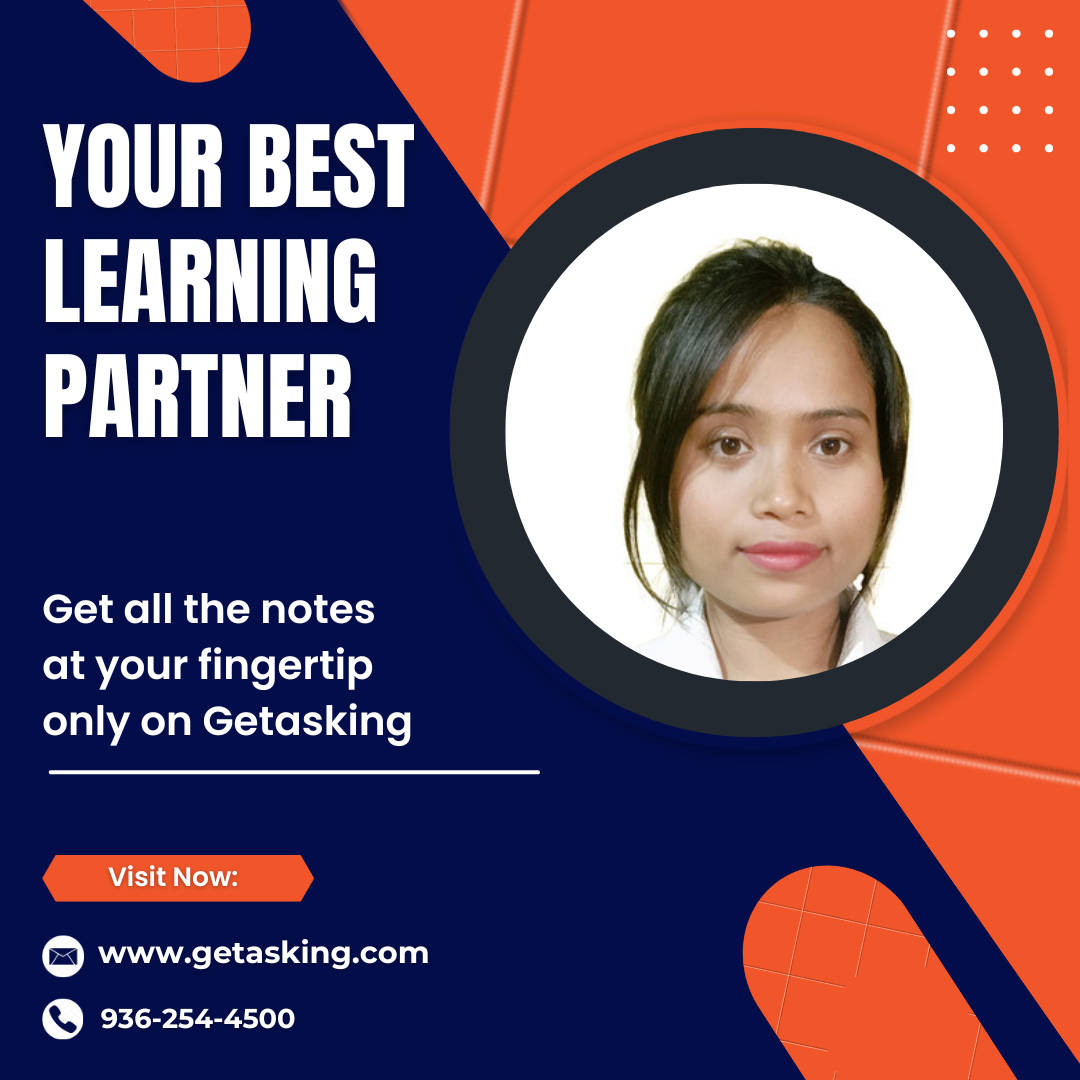 YOUR BEST
LEARNING
PARTNER
Get all the notes
at your fingertip
only on Getasking
Visit Now:
www.getasking.com
936-254-4500